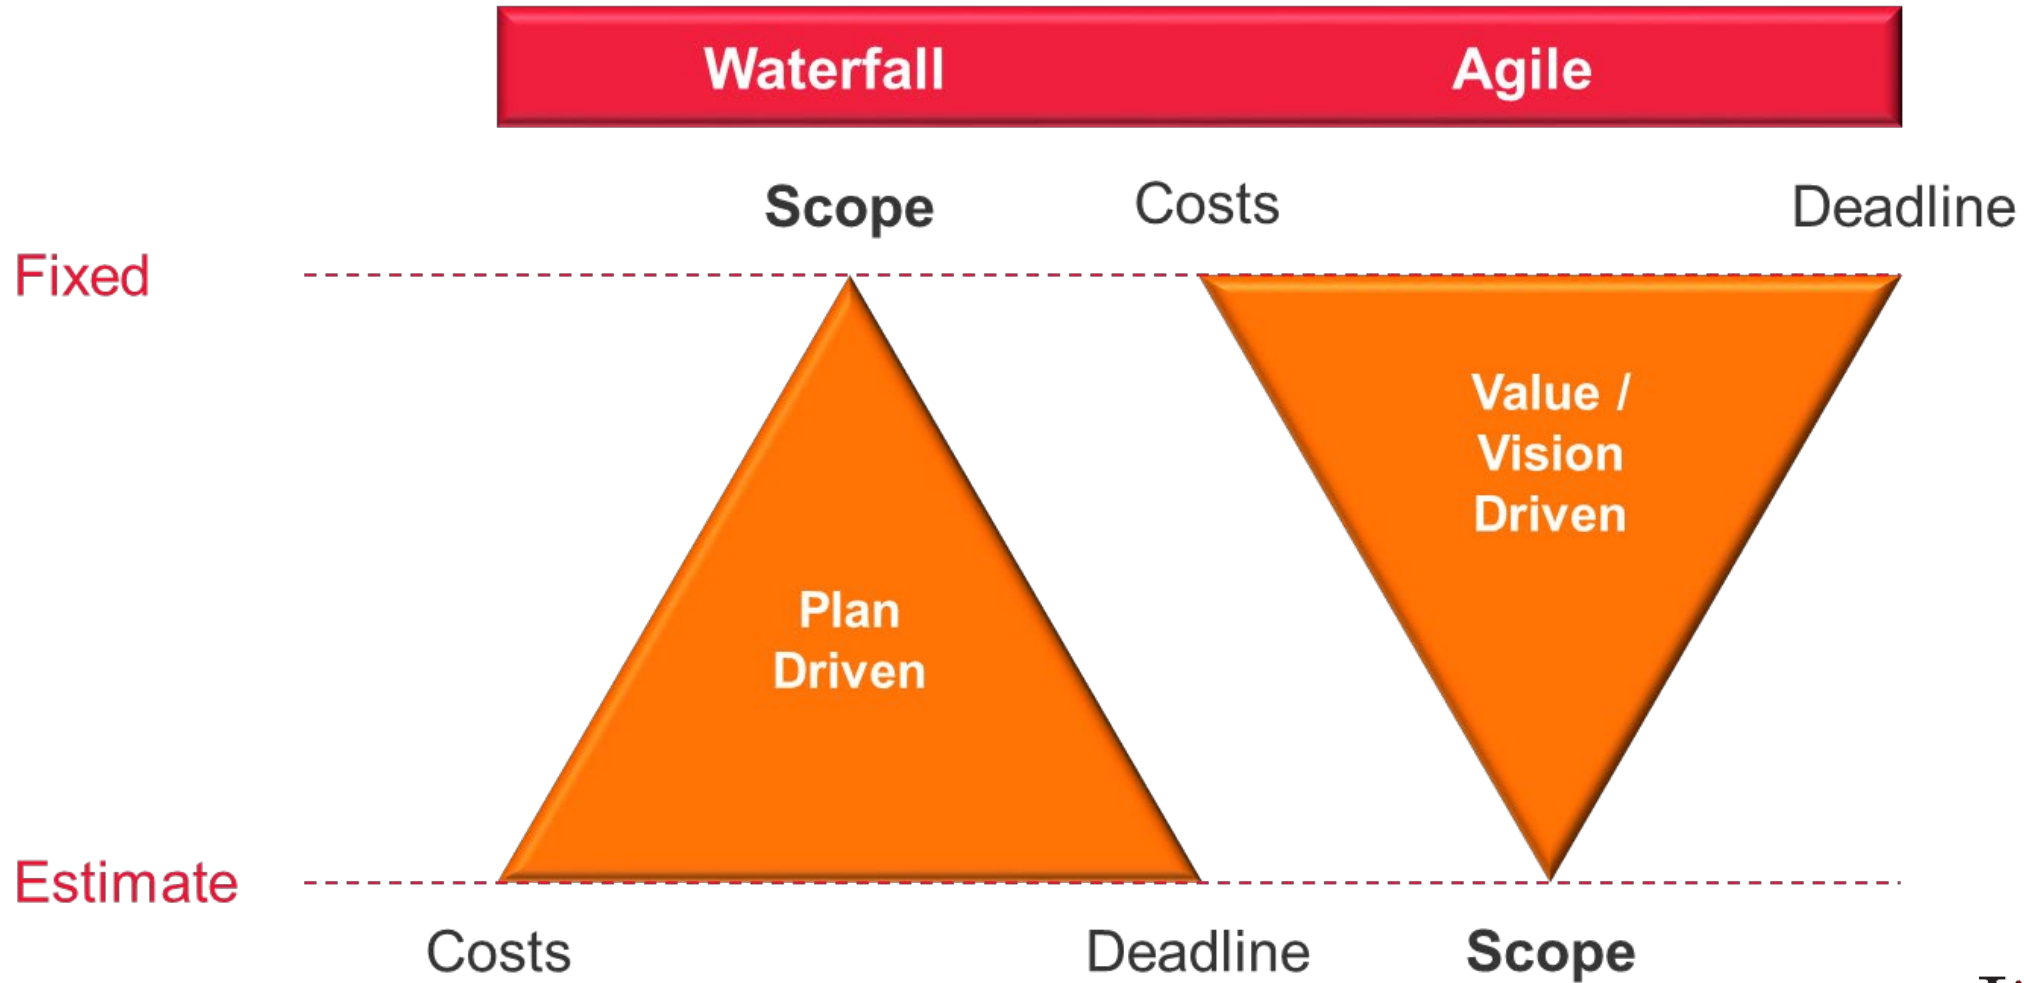 Waterfall Agile
Scope Costs Deadline
Fixed
Value /
Vision
Driven
Plan
Driven
Estimate
Costs Deadline Scope